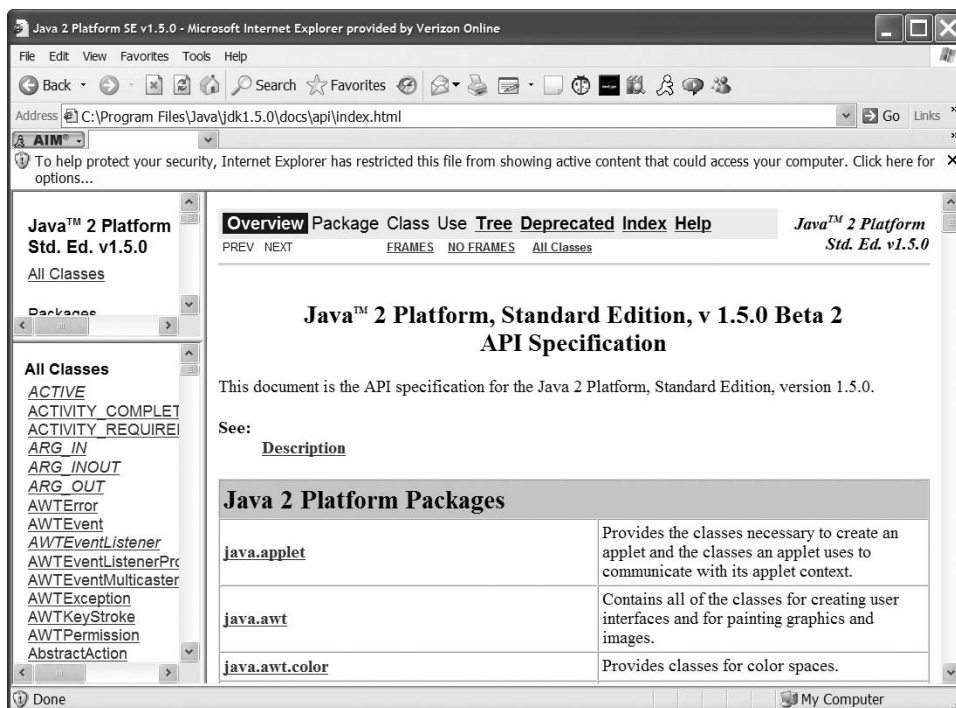 Java 2 Platform SE v1.5.0 - Microsoft Internet Explorer provided by Verizon Online
File Edit View Favorites Tools Help
Back Search Favorites
Address C:\Program Files\Java\jdk1.5.0\docs\api\index.html Go Links »
AIM® »
To help protect your security, Internet Explorer has restricted this file from showing active content that could access your computer. Click here for
options...
Java™ 2 Platform
Std. Ed. v1.5.0
All Classes
Packages
All Classes
ACTIVE
ACTIVITY_COMPLET
ACTIVITY_REQUIREI
ARG_IN
ARG_INOUT
ARG_OUT
AWTError
AWTEvent
AWTEventListener
AWTEventListenerPrc
AWTEventMulticaster
AWTException
AWTKeyStroke
AWTPermission
AbstractAction
Overview Package Class Use Tree Deprecated Index Help
Java™ 2 Platform
Std. Ed. v1.5.0
PREV NEXT FRAMES NO FRAMES All Classes
Java™ 2 Platform, Standard Edition, v 1.5.0 Beta 2
API Specification
This document is the API specification for the Java 2 Platform, Standard Edition, version 1.5.0.
See:
Description
Java 2 Platform Packages
java.applet
Provides the classes necessary to create an
applet and the classes an applet uses to
communicate with its applet context.
java.awt
Contains all of the classes for creating user
interfaces and for painting graphics and
images.
java.awt.color
Provides classes for color spaces.
Done My Computer